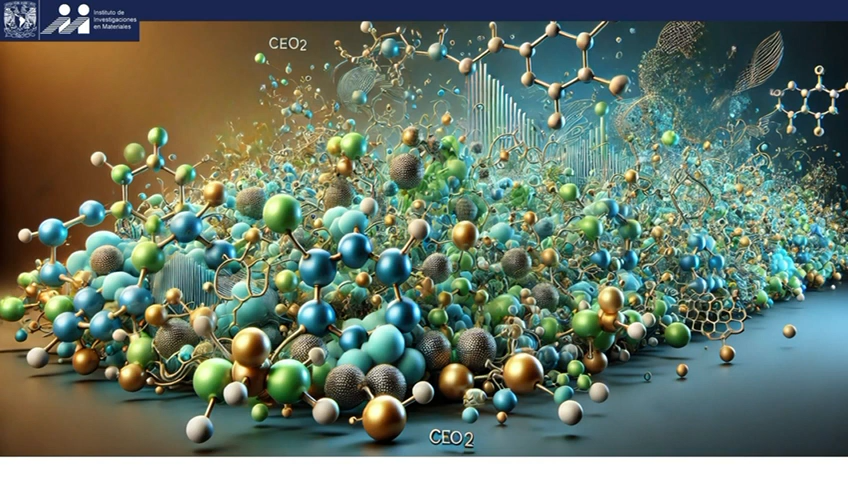 Instituto de
Investigaciones
en Materiales
CEO2
CEO2